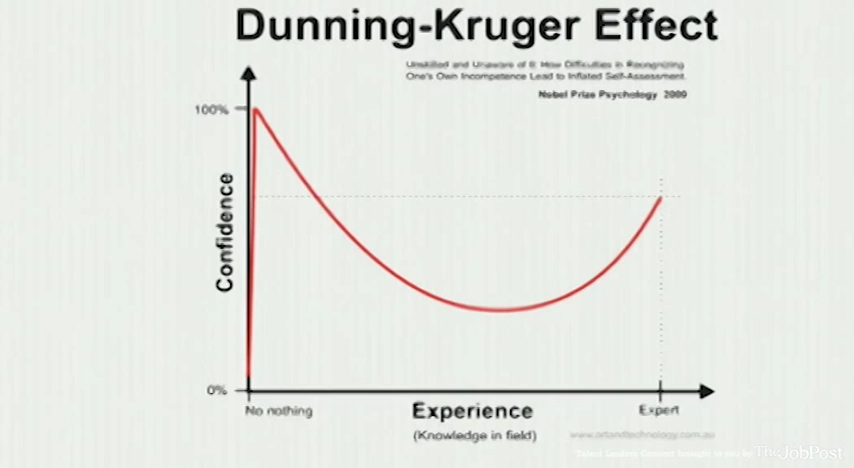 Dunning-Kruger Effect
Unskilled and Unaware of It: How Difficulties in Recognizing
One's Own Incompetence Lead to Inflated Self-Assessment.
Nobel Prize Psychology 2000
100%
Confidence
0%
No nothing
Experience
Expert
(Knowledge in field)
www.artandtechnology.com.au
TheJobPost